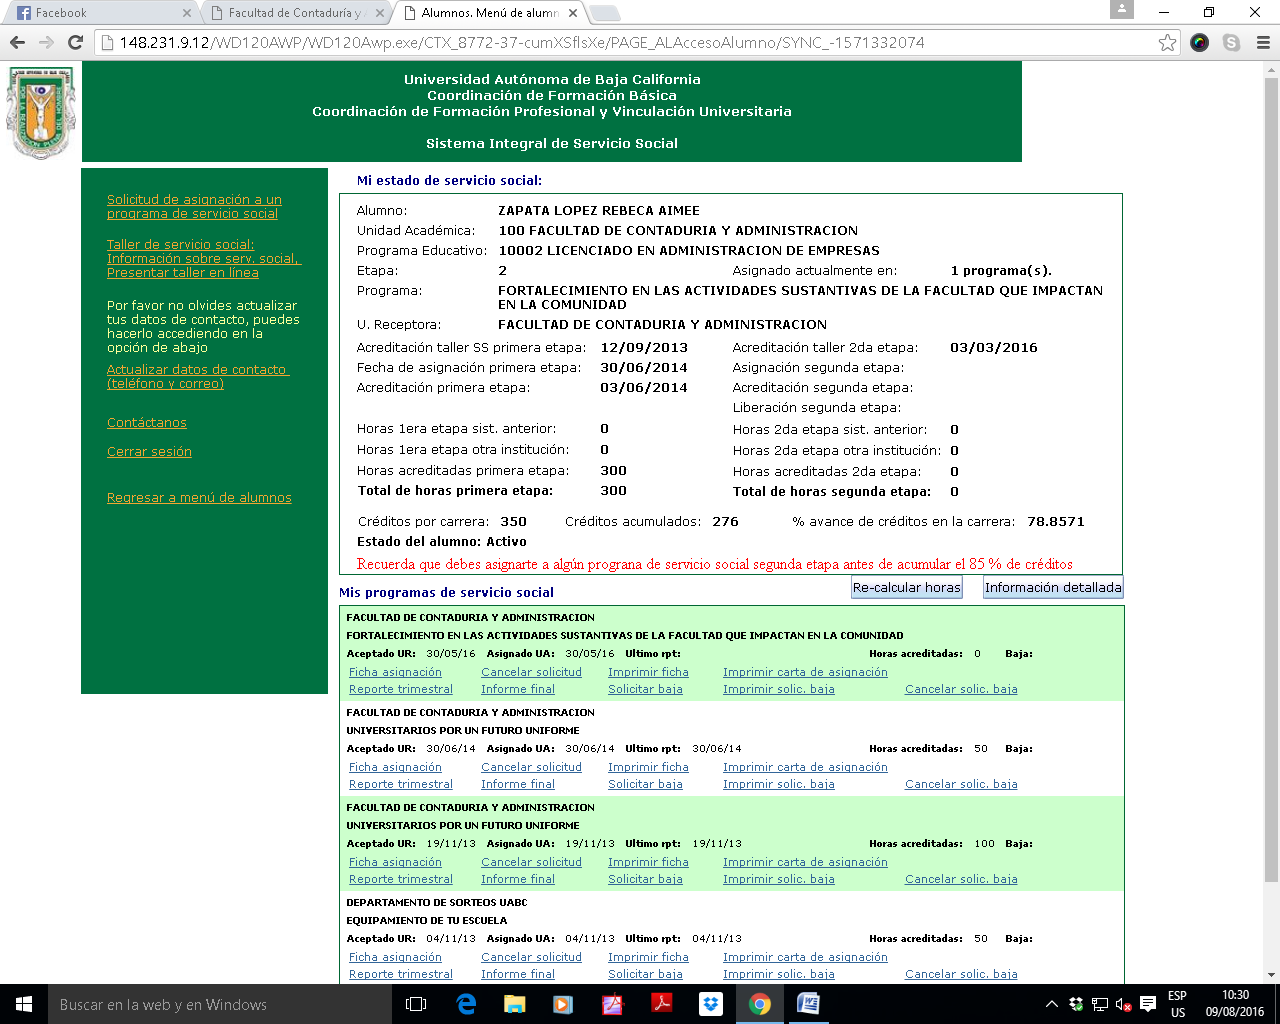 Facebook
Facultad de Contaduría y
Alumnos. Menú de alumn
148.231.9.12/WD120AWP/WD120Awp.exe/CTX_8772-37-cumXSflsXe/PAGE_ALAccesoAlumno/SYNC_-1571332074
Universidad Autónoma de Baja California
Coordinación de Formación Básica
Coordinación de Formación Profesional y Vinculación Universitaria
Sistema Integral de Servicio Social
Solicitud de asignación a un
programa de servicio social
Taller de servicio social:
Información sobre serv. social,
Presentar taller en línea
Por favor no olvides actualizar
tus datos de contacto, puedes
hacerlo accediendo en la
opción de abajo
Actualizar datos de contacto
(teléfono y correo)
Contáctanos
Cerrar sesión
Regresar a menú de alumnos
Mi estado de servicio social:
Alumno: ZAPATA LOPEZ REBECA AIMEE
Unidad Académica: 100 FACULTAD DE CONTADURIA Y ADMINISTRACION
Programa Educativo: 10002 LICENCIADO EN ADMINISTRACION DE EMPRESAS
Etapa: 2 Asignado actualmente en: 1 programa(s).
Programa: FORTALECIMIENTO EN LAS ACTIVIDADES SUSTANTIVAS DE LA FACULTAD QUE IMPACTAN
EN LA COMUNIDAD
U. Receptora: FACULTAD DE CONTADURIA Y ADMINISTRACION
Acreditación taller SS primera etapa: 12/09/2013 Acreditación taller 2da etapa: 03/03/2016
Fecha de asignación primera etapa: 30/06/2014 Asignación segunda etapa:
Acreditación primera etapa: 03/06/2014 Acreditación segunda etapa:
Liberación segunda etapa:
Horas 1era etapa sist. anterior: 0 Horas 2da etapa sist. anterior: 0
Horas 1era etapa otra institución: 0 Horas 2da etapa otra institución: 0
Horas acreditadas primera etapa: 300 Horas acreditadas 2da etapa: 0
Total de horas primera etapa: 300 Total de horas segunda etapa: 0
Créditos por carrera: 350 Créditos acumulados: 276 % avance de créditos en la carrera: 78.8571
Estado del alumno: Activo
Recuerda que debes asignarte a algún prograna de servicio social segunda etapa antes de acumular el 85 % de créditos
Mis programas de servicio social Re-calcular horas Información detallada
FACULTAD DE CONTADURIA Y ADMINISTRACION
FORTALECIMIENTO EN LAS ACTIVIDADES SUSTANTIVAS DE LA FACULTAD QUE IMPACTAN EN LA COMUNIDAD
Aceptado UR: 30/05/16 Asignado UA: 30/05/16 Ultimo rpt: Horas acreditadas: 0 Baja:
Ficha asignación Cancelar solicitud Imprimir ficha Imprimir carta de asignación
Reporte trimestral Informe final Solicitar baja Imprimir solic. baja Cancelar solic. baja
FACULTAD DE CONTADURIA Y ADMINISTRACION
UNIVERSITARIOS POR UN FUTURO UNIFORME
Aceptado UR: 30/06/14 Asignado UA: 30/06/14 Ultimo rpt: 30/06/14 Horas acreditadas: 50 Baja:
Ficha asignación Cancelar solicitud Imprimir ficha Imprimir carta de asignación
Reporte trimestral Informe final Solicitar baja Imprimir solic. baja Cancelar solic. baja
FACULTAD DE CONTADURIA Y ADMINISTRACION
UNIVERSITARIOS POR UN FUTURO UNIFORME
Aceptado UR: 19/11/13 Asignado UA: 19/11/13 Ultimo rpt: 19/11/13 Horas acreditadas: 100 Baja:
Ficha asignación Cancelar solicitud Imprimir ficha Imprimir carta de asignación
Reporte trimestral Informe final Solicitar baja Imprimir solic. baja Cancelar solic. baja
DEPARTAMENTO DE SORTEOS UABC
EQUIPAMIENTO DE TU ESCUELA
Aceptado UR: 04/11/13 Asignado UA: 04/11/13 Ultimo rpt: 04/11/13 Horas acreditadas: 50 Baja:
Ficha asignación Cancelar solicitud Imprimir ficha Imprimir carta de asignación
Reporte trimestral Informe final Solicitar baja Imprimir solic. baja Cancelar solic. baja
Buscar en la web y en Windows
ESP 10:30
US 09/08/2016